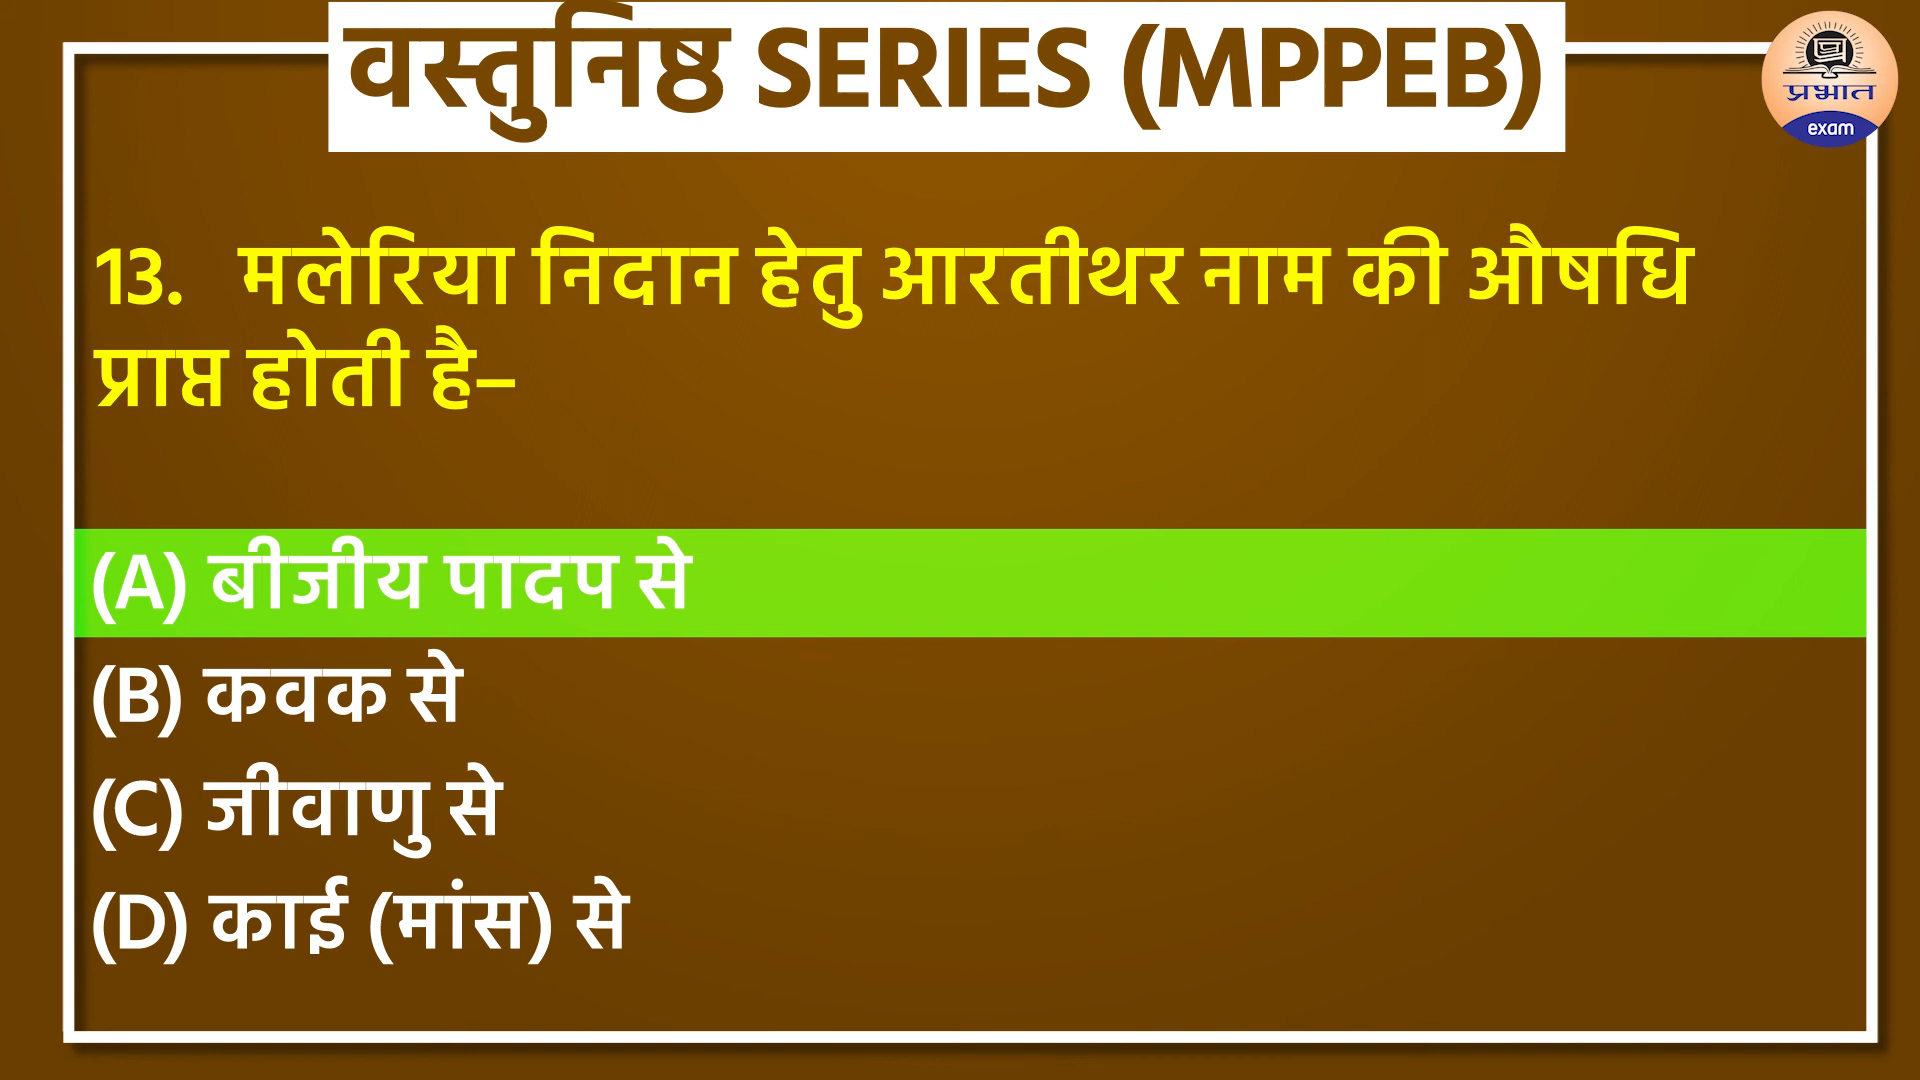 वस्तुनिष्ठ SERIES (MPPEB)
प्रभात
exam
13. मलेरिया निदान हेतु आरतीथर नाम की औषधि
प्राप्त होती है–
(A) बीजीय पादप से
(B) कवक से
(C) जीवाणु से
(D) काई (मांस) से